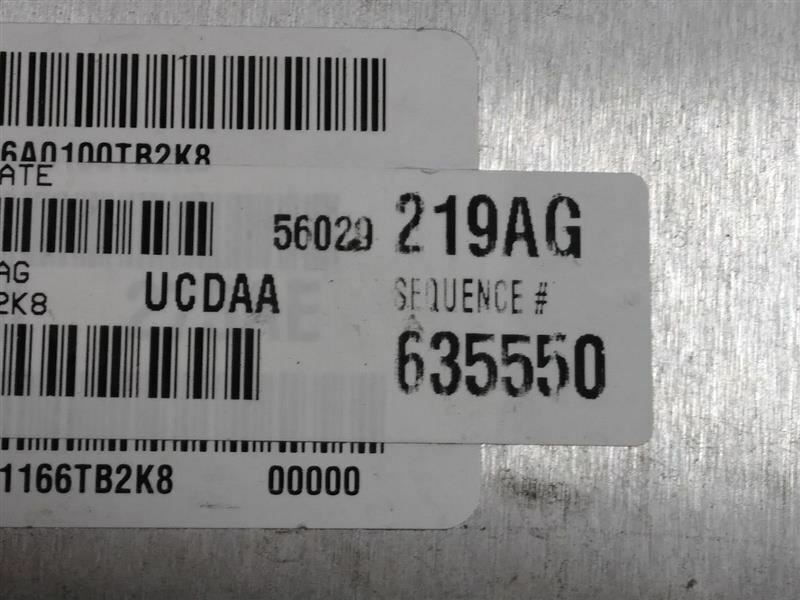 6A0100TB2K8
ATE
56029 219AG
AG
UCDAA
SEQUENCE #
2K8
635550
1166TB2K8 00000